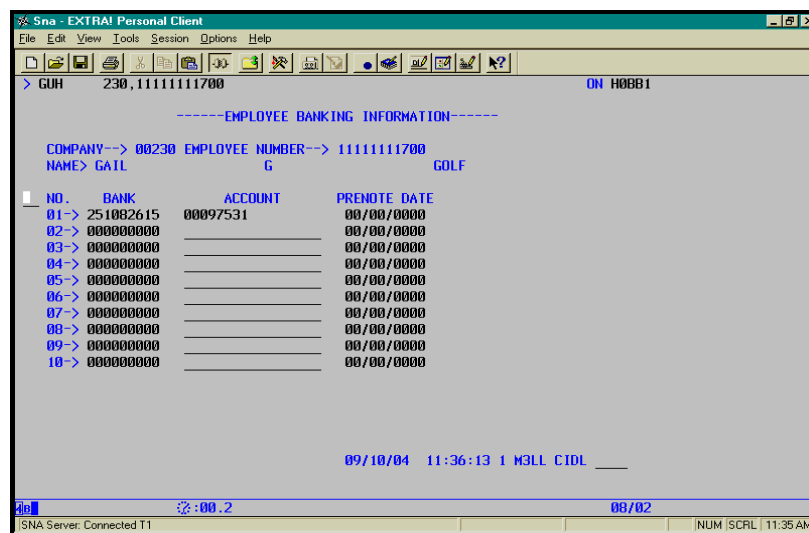 Sna - EXTRA! Personal Client
File Edit View Tools Session Options Help
> GUH 230,11111111700 ON H0BB1
------EMPLOYEE BANKING INFORMATION------
COMPANY--> 00230 EMPLOYEE NUMBER--> 11111111700
NAME> GAIL G GOLF
NO. BANK ACCOUNT PRENOTE DATE
01-> 251082615 00097531 00/00/0000
02-> 000000000 00/00/0000
03-> 000000000 00/00/0000
04-> 000000000 00/00/0000
05-> 000000000 00/00/0000
06-> 000000000 00/00/0000
07-> 000000000 00/00/0000
08-> 000000000 00/00/0000
09-> 000000000 00/00/0000
10-> 000000000 00/00/0000
09/10/04 11:36:13 1 M3LL CIDL ____
:00.2 08/02
SNA Server: Connected T1 NUM SCRL 11:35 AM